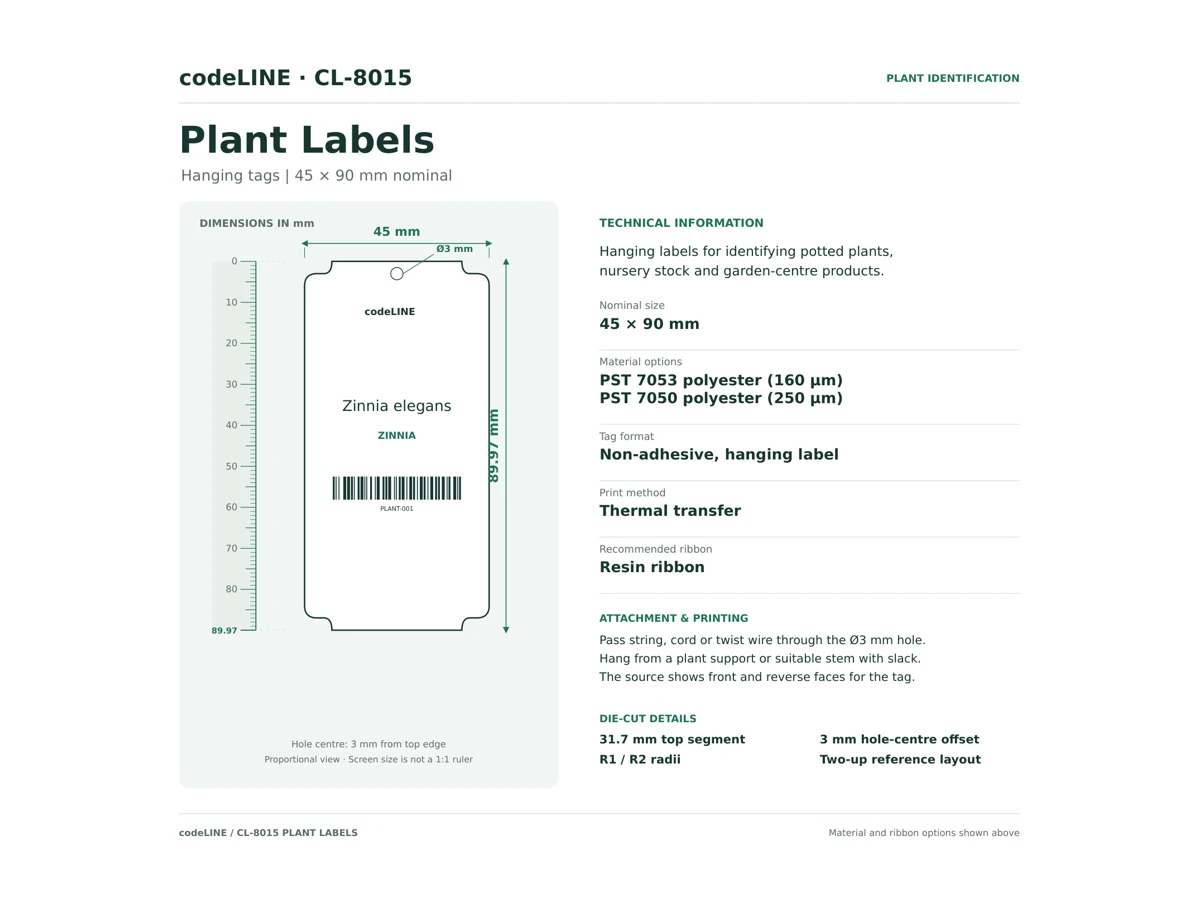 codeLINE · CL-8015
PLANT IDENTIFICATION
Plant Labels
Hanging tags | 45 × 90 mm nominal
DIMENSIONS IN mm
45 mm
Ø3 mm
0
10
20
30
40
50
60
70
80
89.97
codeLINE
Zinnia elegans
ZINNIA
PLANT-001
89.97 mm
Hole centre: 3 mm from top edge
Proportional view · Screen size is not a 1:1 ruler
TECHNICAL INFORMATION
Hanging labels for identifying potted plants,
nursery stock and garden-centre products.
Nominal size
45 × 90 mm
Material options
PST 7053 polyester (160 µm)
PST 7050 polyester (250 µm)
Tag format
Non-adhesive, hanging label
Print method
Thermal transfer
Recommended ribbon
Resin ribbon
ATTACHMENT & PRINTING
Pass string, cord or twist wire through the Ø3 mm hole.
Hang from a plant support or suitable stem with slack.
The source shows front and reverse faces for the tag.
DIE-CUT DETAILS
31.7 mm top segment
3 mm hole-centre offset
R1 / R2 radii
Two-up reference layout
codeLINE / CL-8015 PLANT LABELS
Material and ribbon options shown above